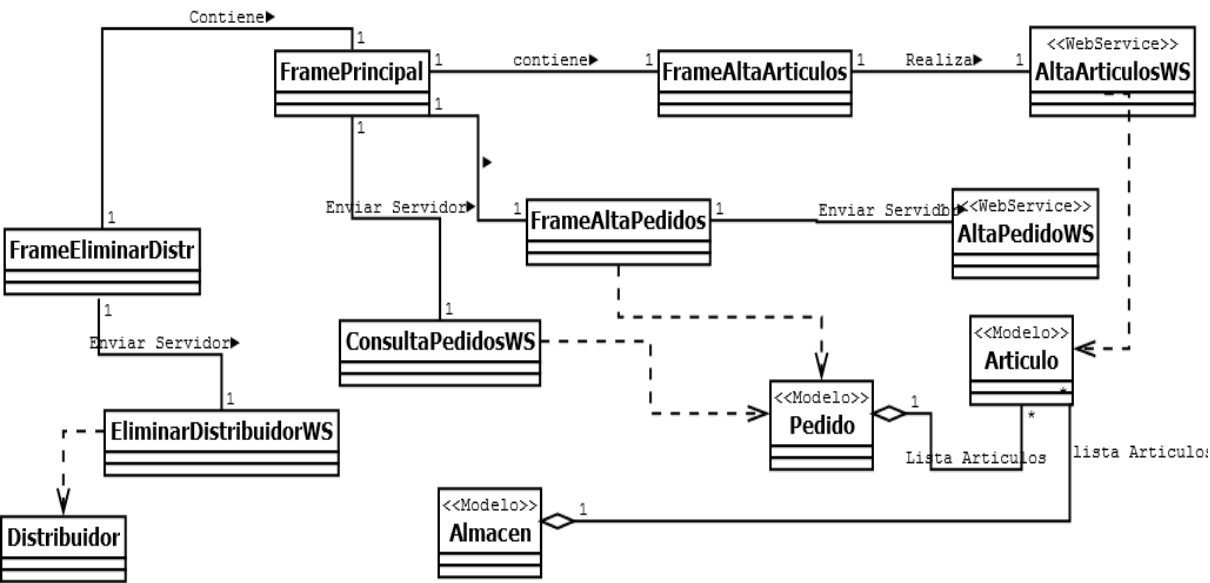 Contiene
1
FramePrincipal
1
contiene
1
FrameAltaArticulos
1
Realiza
1
<<WebService>>
AltaArticulosWS
1
1
1
Enviar Servidor
1
FrameAltaPedidos
1
Enviar Servidor
<<WebService>>
AltaPedidoWS
1
FrameEliminarDistr
1
Enviar Servidor
1
ConsultaPedidosWS
<<Modelo>>
Articulo
*
*
<<Modelo>>
Pedido
1
Lista Articulos
lista Articulos
1
EliminarDistribuidorWS
<<Modelo>>
Almacen
1
Distribuidor